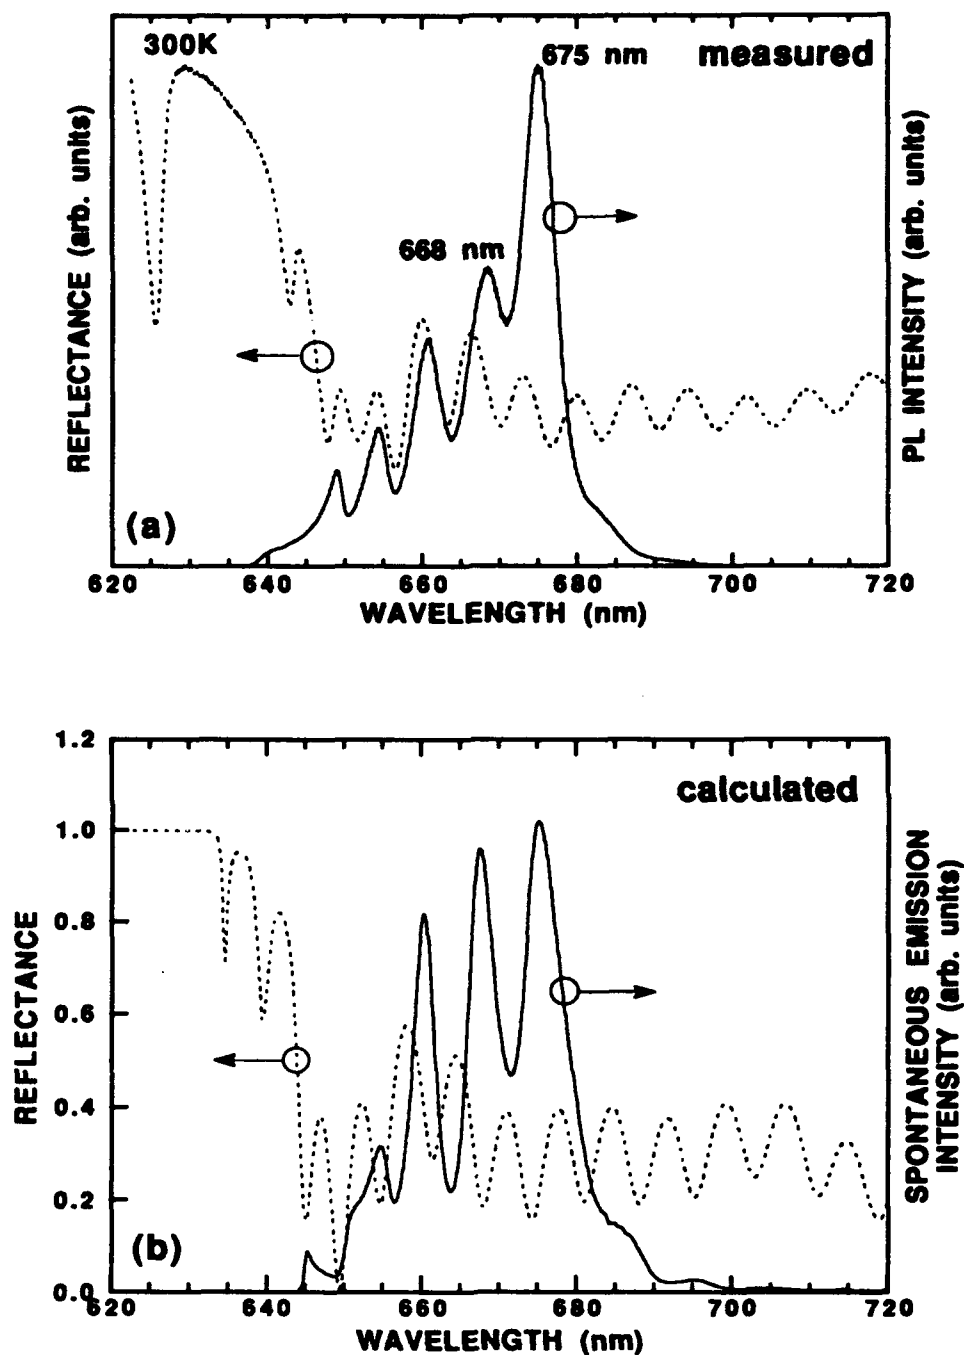 300K
675 nm
measured
668 nm
REFLECTANCE (arb. units)
PL INTENSITY (arb. units)
(a)
620 640 660 680 700 720
WAVELENGTH (nm)
1.2
1.0
0.8
0.6
0.4
0.2
0.0
calculated
REFLECTANCE
SPONTANEOUS EMISSION
INTENSITY (arb. units)
(b)
620 640 660 680 700 720
WAVELENGTH (nm)